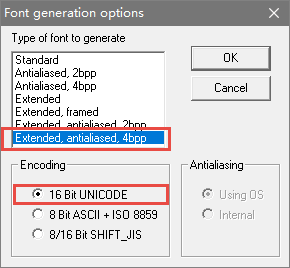 Font generation options
Type of font to generate
Standard
Antialiased, 2bpp
Antialiased, 4bpp
Extended
Extended, framed
Extended, antialiased, 2bpp
Extended, antialiased, 4bpp
OK
Cancel
Encoding
16 Bit UNICODE
8 Bit ASCII + ISO 8859
8/16 Bit SHIFT_JIS
Antialiasing
Using OS
Internal